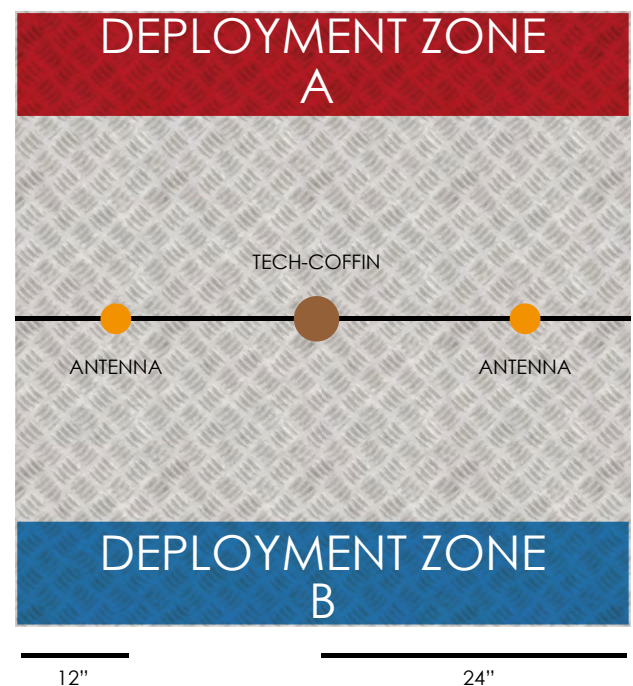 DEPLOYMENT ZONE
A
TECH-COFFIN
ANTENNA
ANTENNA
DEPLOYMENT ZONE
B
12”
24”